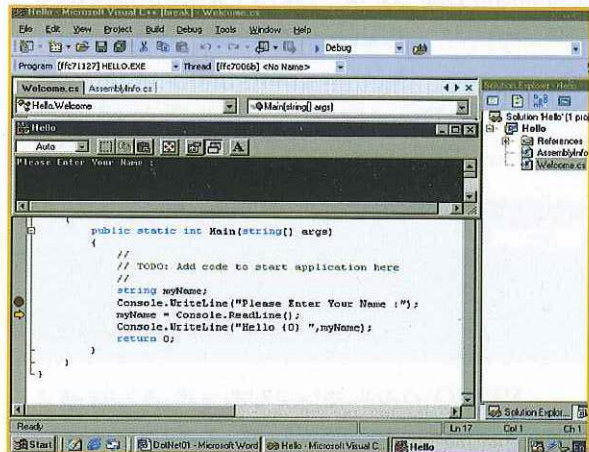 Hello - Microsoft Visual C++ [break] - Welcome.cs
File Edit View Project Build Debug Tools Window Help
Debug
Program [ffc71127] HELLO.EXE Thread [ffc7006b] <No Name>
Welcome.cs AssemblyInfo.cs
Hello.Welcome Main(string[] args)
Hello
Auto A
Please Enter Your Name :
{
public static int Main(string[] args)
{
//
// TODO: Add code to start application here
//
string myName;
Console.WriteLine("Please Enter Your Name :");
myName = Console.ReadLine();
Console.WriteLine("Hello {0} ",myName);
return 0;
}
}
}
Solution Explorer - Hello
Solution 'Hello' (1 proj
Hello
References
AssemblyInfo
Welcome.cs
Solution Explor...
Ready Ln 17 Col 1 Ch 1
Start DotNet01 - Microsoft Word Hello - Microsoft Visual C... Hello